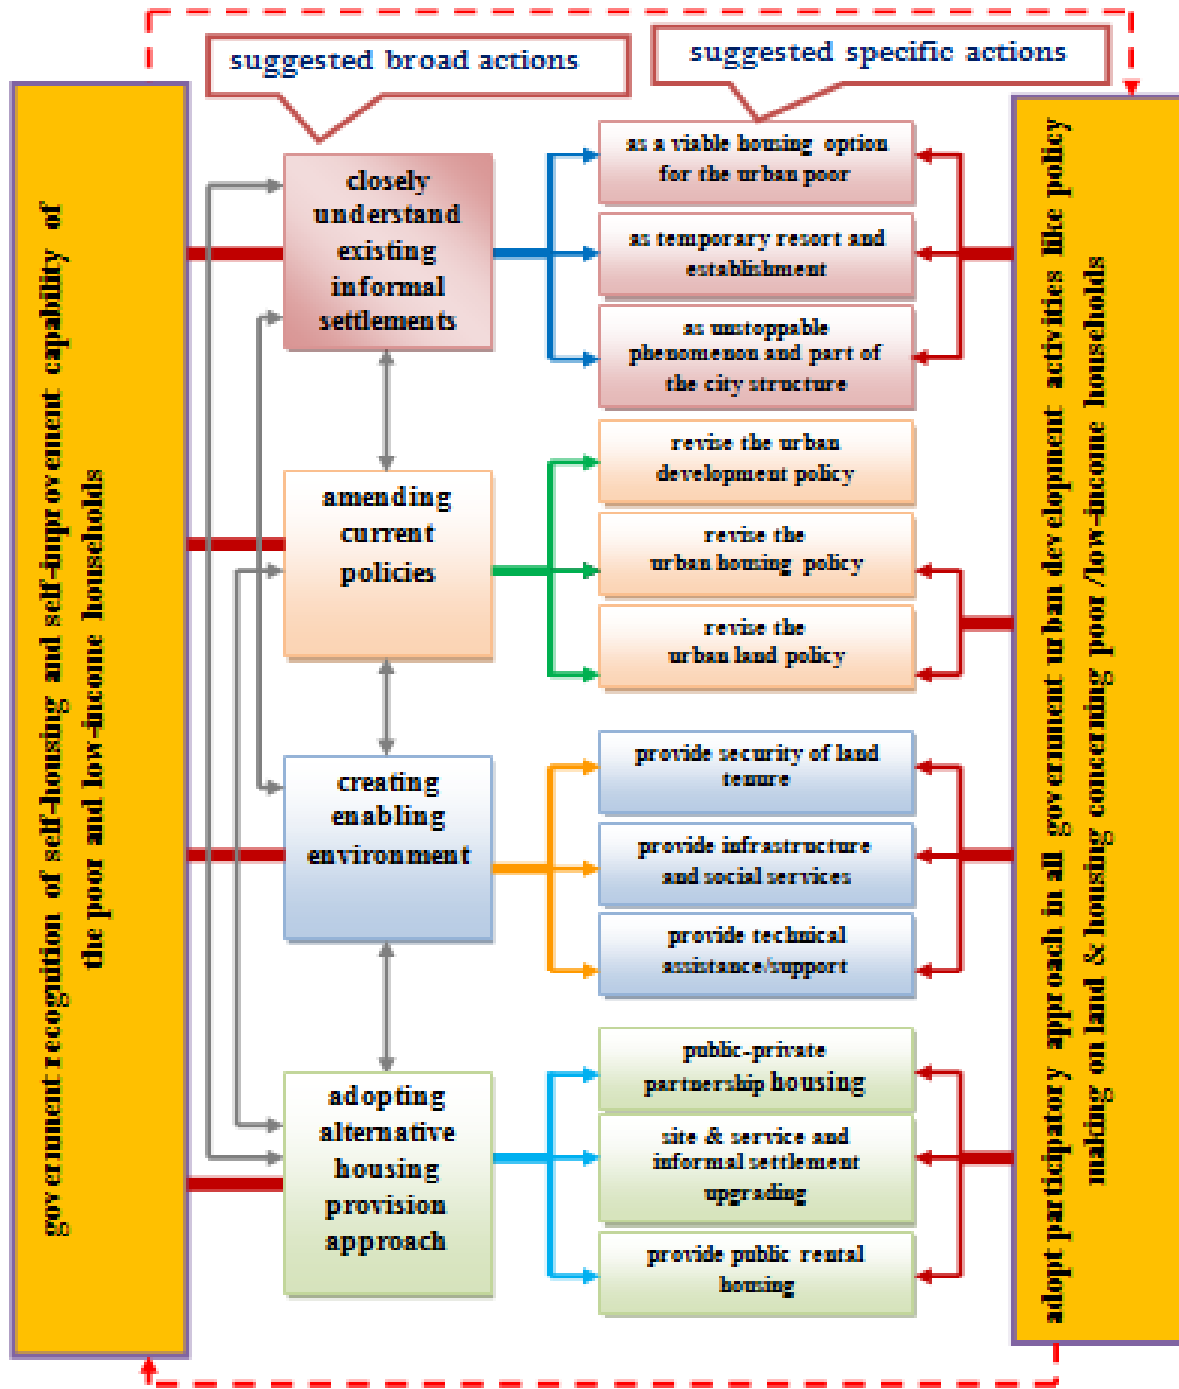 suggested broad actions
suggested specific actions
government recognition of self-housing and self-improvement capability of
the poor and low-income households
closely
understand
existing
informal
settlements
as a viable housing option
for the urban poor
as temporary resort and
establishment
as unstoppable
phenomenon and part of
the city structure
amending
current
policies
revise the urban
development policy
revise the
urban housing policy
revise the
urban land policy
creating
enabling
environment
provide security of land
tenure
provide infrastructure
and social services
provide technical
assistance/support
adopting
alternative
housing
provision
approach
public-private
partnership housing
site & service and
informal settlement
upgrading
provide public rental
housing
adopt participatory approach in all government urban development activities like policy
making on land & housing concerning poor/low-income households